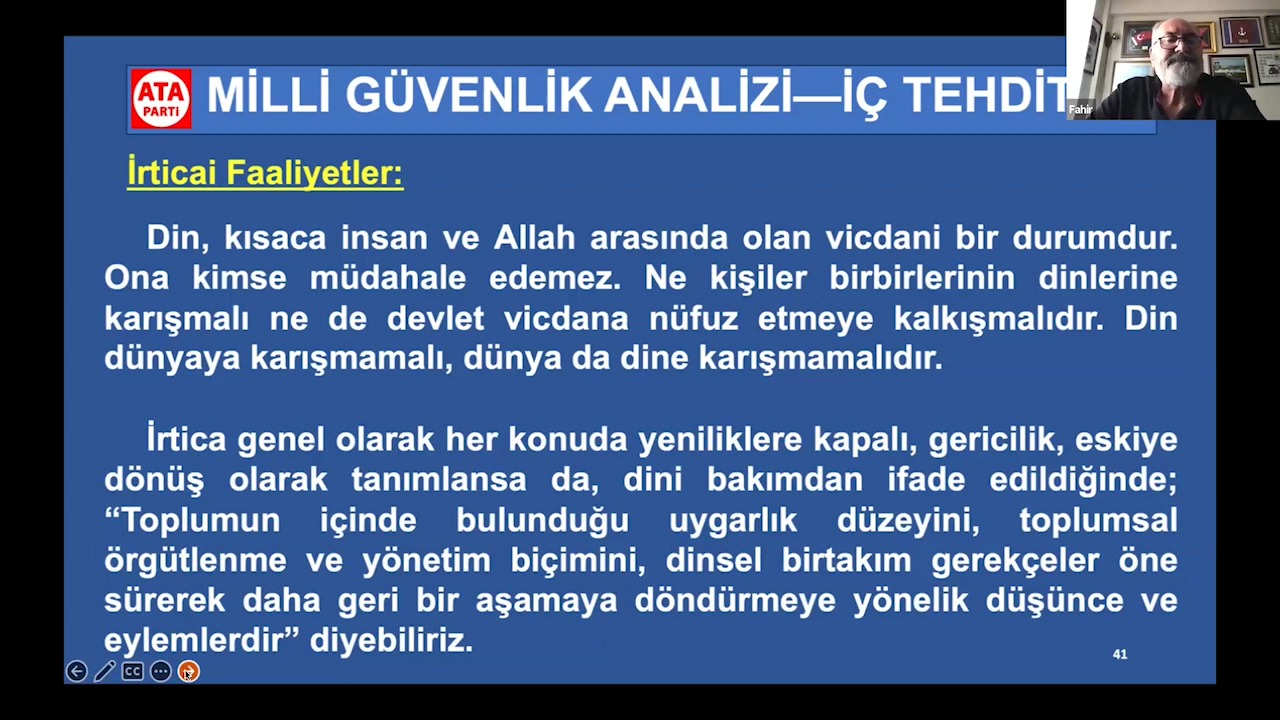 ATA
PARTİ
MİLLİ GÜVENLİK ANALİZİ—İÇ TEHDİT
Fahir
İrticai Faaliyetler:
Din, kısaca insan ve Allah arasında olan vicdani bir durumdur.
Ona kimse müdahale edemez. Ne kişiler birbirlerinin dinlerine
karışmalı ne de devlet vicdana nüfuz etmeye kalkışmalıdır. Din
dünyaya karışmamalı, dünya da dine karışmamalıdır.
İrtica genel olarak her konuda yeniliklere kapalı, gericilik, eskiye
dönüş olarak tanımlansa da, dini bakımdan ifade edildiğinde;
“Toplumun içinde bulunduğu uygarlık düzeyini, toplumsal
örgütlenme ve yönetim biçimini, dinsel birtakım gerekçeler öne
sürerek daha geri bir aşamaya döndürmeye yönelik düşünce ve
eylemlerdir” diyebiliriz.
41
CC